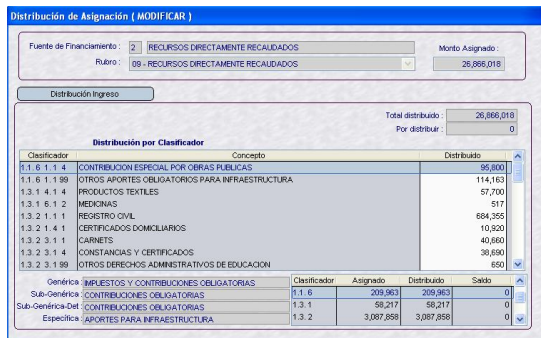 Distribución de Asignación ( MODIFICAR )
Fuente de Financiamiento : 2 RECURSOS DIRECTAMENTE RECAUDADOS Monto Asignado :
Rubro : 09 - RECURSOS DIRECTAMENTE RECAUDADOS 26,866,018
Distribución Ingreso
Total distribuido : 26,866,018
Por distribuir : 0
Distribución por Clasificador
Clasificador Concepto Distribuido
1.1. 6 1. 1 4 CONTRIBUCION ESPECIAL POR OBRAS PUBLICAS 95,800
1.1. 6 1. 1 99 OTROS APORTES OBLIGATORIOS PARA INFRAESTRUCTURA 114,163
1.3. 1 4. 1 4 PRODUCTOS TEXTILES 57,700
1.3. 1 6. 1 2 MEDICINAS 517
1.3. 2 1. 1 1 REGISTRO CIVIL 684,355
1.3. 2 1. 4 1 CERTIFICADOS DOMICILIARIOS 10,920
1.3. 2 3. 1 1 CARNETS 40,660
1.3. 2 3. 1 4 CONSTANCIAS Y CERTIFICADOS 38,690
1.3. 2 3. 1 99 OTROS DERECHOS ADMINISTRATIVOS DE EDUCACION 650
Genérica : IMPUESTOS Y CONTRIBUCIONES OBLIGATORIAS Clasificador Asignado Distribuido Saldo
Sub-Genérica : CONTRIBUCIONES OBLIGATORIAS 1.1. 6 209,963 209,963 0
Sub-Genérica-Det : CONTRIBUCIONES OBLIGATORIAS 1.3. 1 58,217 58,217 0
Específica : APORTES PARA INFRAESTRUCTURA 1.3. 2 3,087,858 3,087,858 0